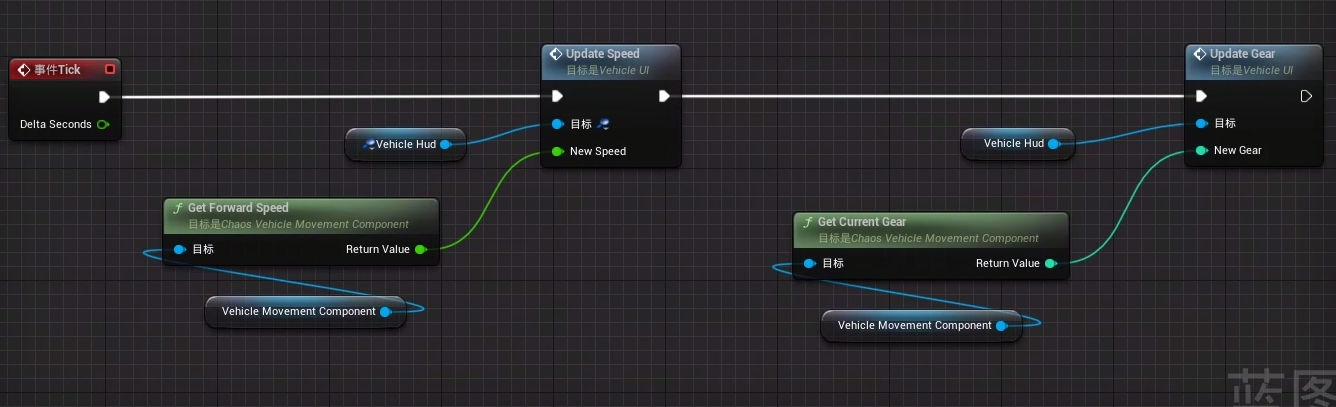 事件Tick
Delta Seconds
Update Speed
目标是Vehicle UI
目标
New Speed
Vehicle Hud
Get Forward Speed
目标是Chaos Vehicle Movement Component
目标
Return Value
Vehicle Movement Component
Update Gear
目标是Vehicle UI
目标
New Gear
Vehicle Hud
Get Current Gear
目标是Chaos Vehicle Movement Component
目标
Return Value
Vehicle Movement Component
蓝图